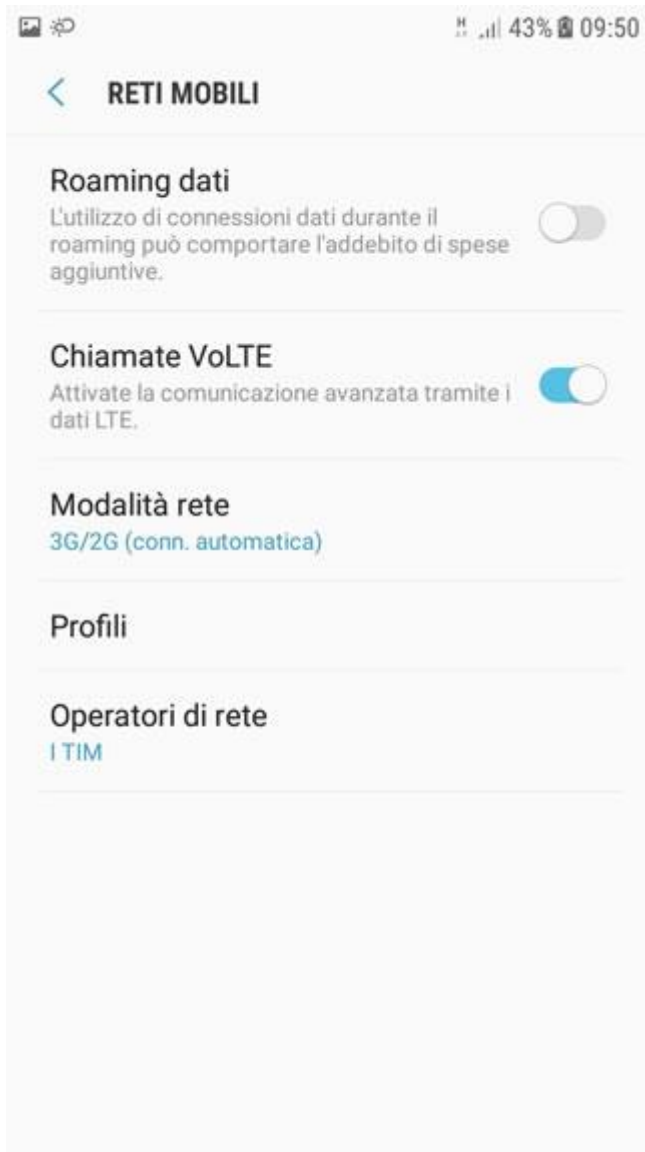 43% 09:50
RETI MOBILI
Roaming dati
L'utilizzo di connessioni dati durante il
roaming può comportare l'addebito di spese
aggiuntive.
Chiamate VoLTE
Attivate la comunicazione avanzata tramite i
dati LTE.
Modalità rete
3G/2G (conn. automatica)
Profili
Operatori di rete
I TIM